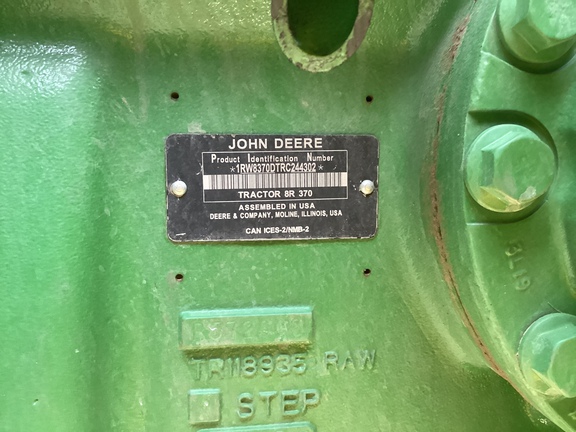 JOHN DEERE
Product Identification Number
*1RW8370DTRC244302*
TRACTOR 8R 370
ASSEMBLED IN USA
DEERE & COMPANY, MOLINE, ILLINOIS, USA
CAN ICES-2/NMB-2
3L19
TR118935 RAW
STEP